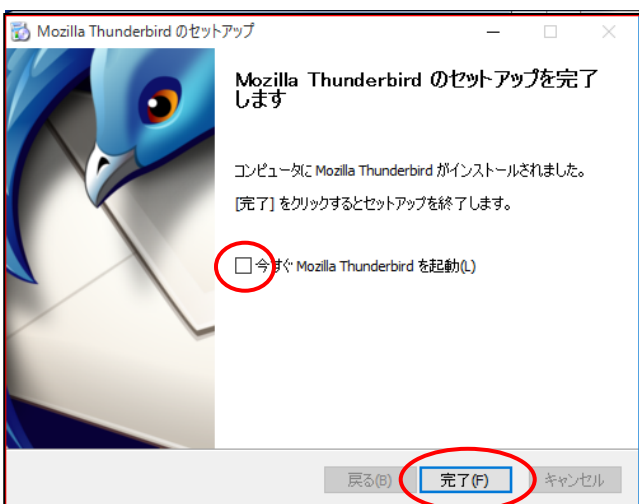 Mozilla Thunderbird のセットアップ
Mozilla Thunderbird のセットアップを完了
します
コンピュータに Mozilla Thunderbird がインストールされました。
[完了] をクリックするとセットアップを終了します。
今すぐ Mozilla Thunderbird を起動(L)
戻る(B)
完了(F)
キャンセル